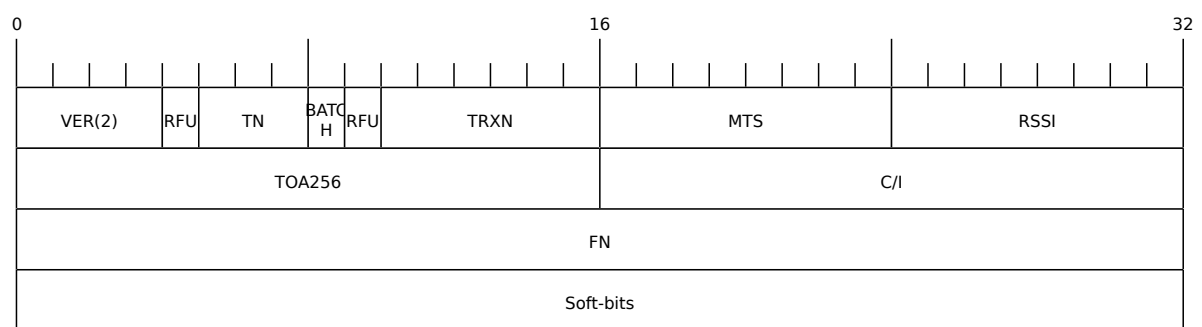 0 16 32
VER(2) RFU TN BATC RFU TRXN MTS RSSI
H
TOA256 C/I
FN
Soft-bits